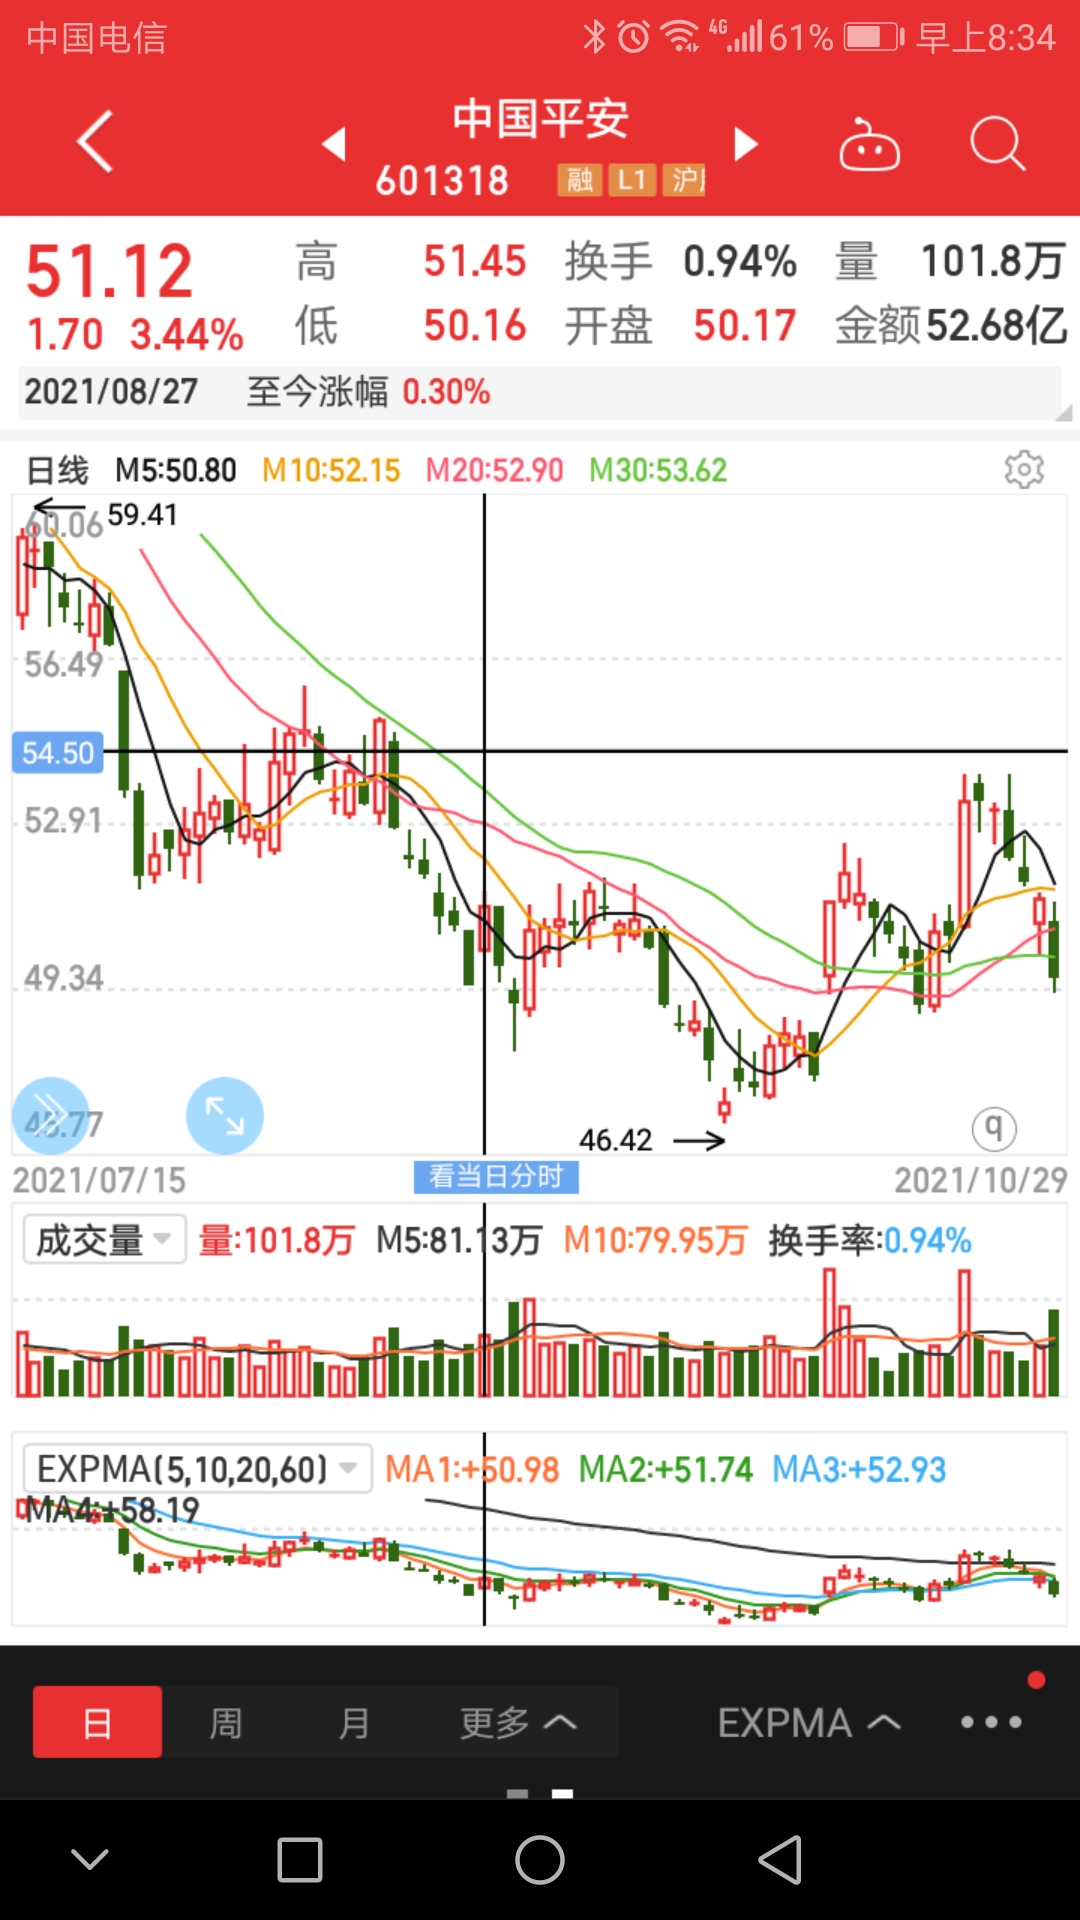 中国电信 4G 61% 早上8:34
中国平安
601318 融 L1 沪
51.12 高 51.45 换手 0.94% 量 101.8万
1.70 3.44% 低 50.16 开盘 50.17 金额 52.68亿
2021/08/27 至今涨幅 0.30%
日线 M5:50.80 M10:52.15 M20:52.90 M30:53.62
60.06 59.41
56.49
54.50
52.91
49.34
45.77 46.42 q
2021/07/15 看当日分时 2021/10/29
成交量 量:101.8万 M5:81.13万 M10:79.95万 换手率:0.94%
EXPMA(5,10,20,60) MA1:+50.98 MA2:+51.74 MA3:+52.93
MA4:+58.19
日 周 月 更多 EXPMA